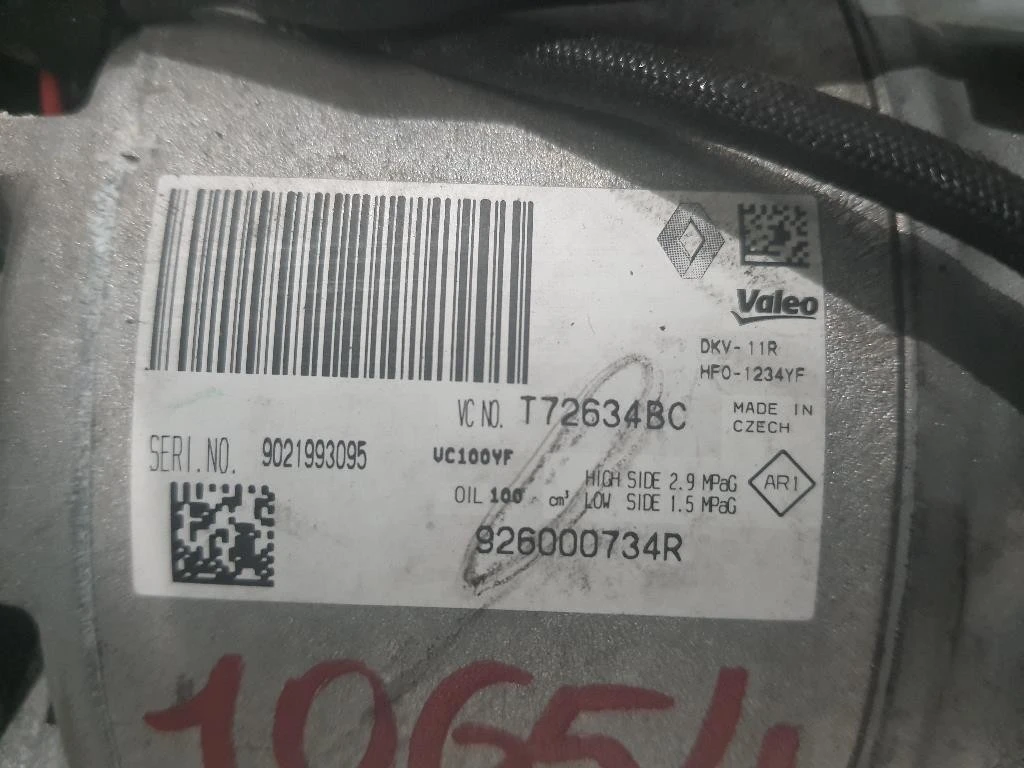 Valeo
DKV-11R
HFO-1234YF
VC NO. T72634BC
MADE IN
CZECH
SERI.NO. 9021993095
VC100YF
OIL 100 cm³
HIGH SIDE 2.9 MPaG
LOW SIDE 1.5 MPaG
AR1
926000734R
10654